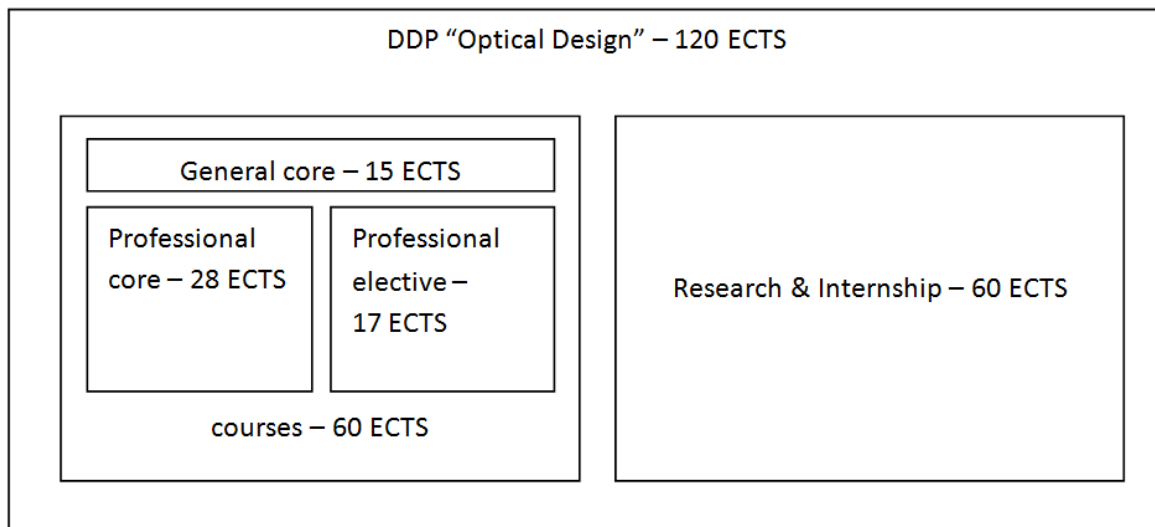 DDP “Optical Design” – 120 ECTS
General core – 15 ECTS
Professional
core – 28 ECTS
Professional
elective –
17 ECTS
courses – 60 ECTS
Research & Internship – 60 ECTS